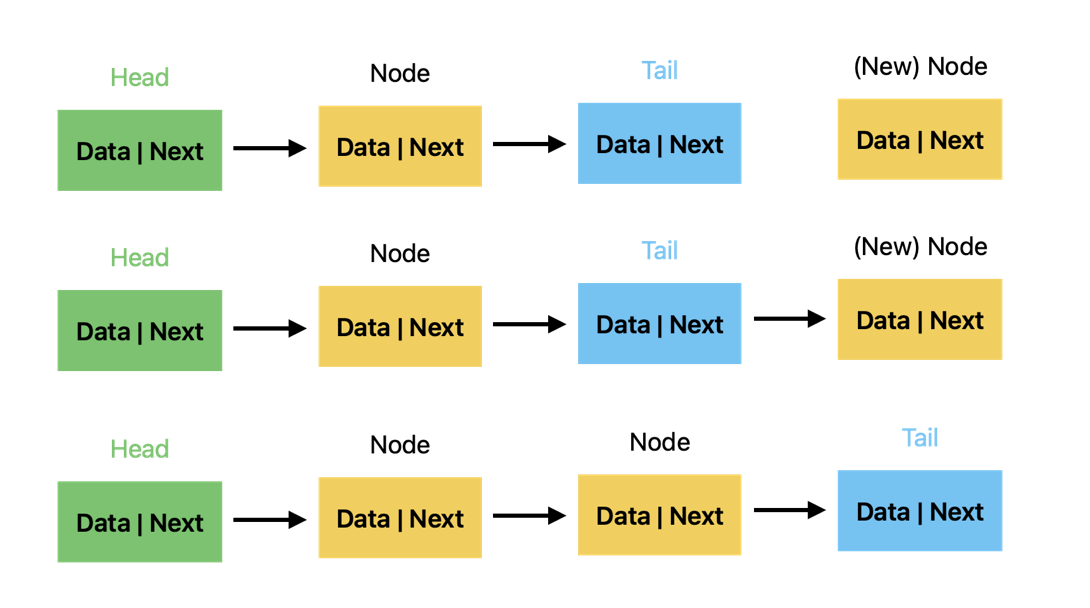 Head
Node
Tail
(New) Node
Data | Next
Data | Next
Data | Next
Data | Next
Head
Node
Tail
(New) Node
Data | Next
Data | Next
Data | Next
Data | Next
Head
Node
Node
Tail
Data | Next
Data | Next
Data | Next
Data | Next